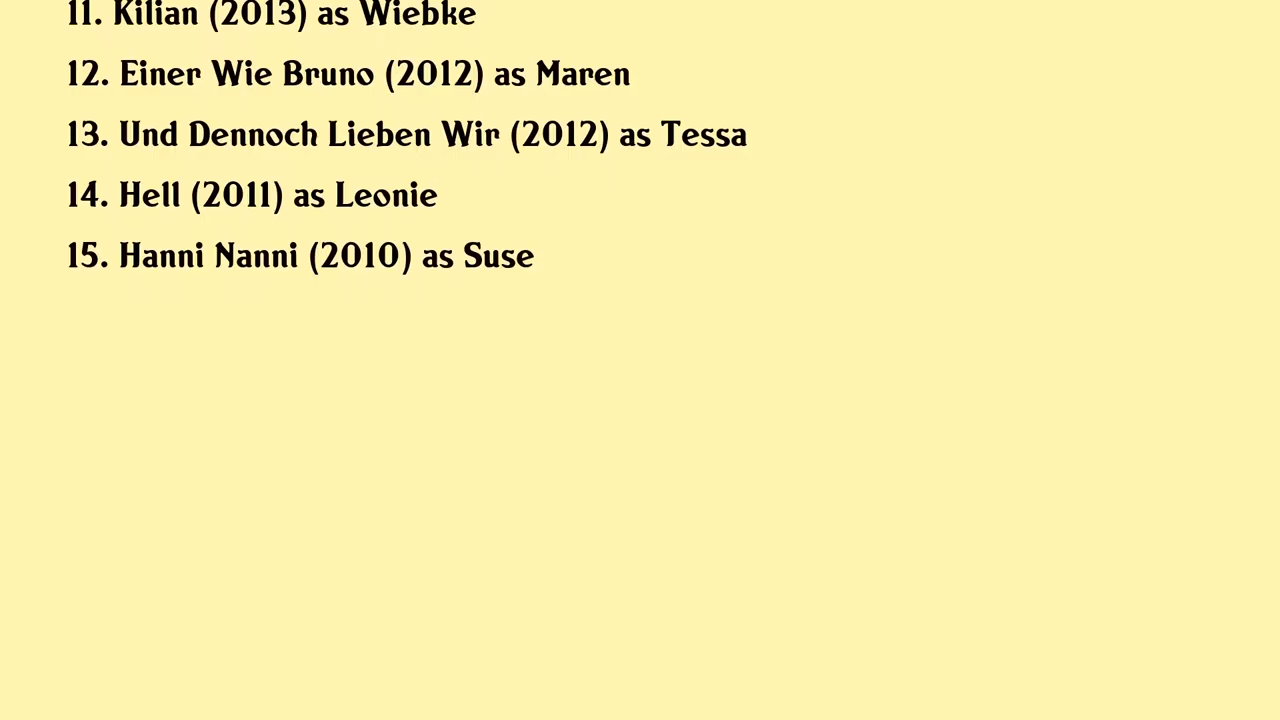 11. Kilian (2013) as Wiebke
12. Einer Wie Bruno (2012) as Maren
13. Und Dennoch Lieben Wir (2012) as Tessa
14. Hell (2011) as Leonie
15. Hanni Nanni (2010) as Suse